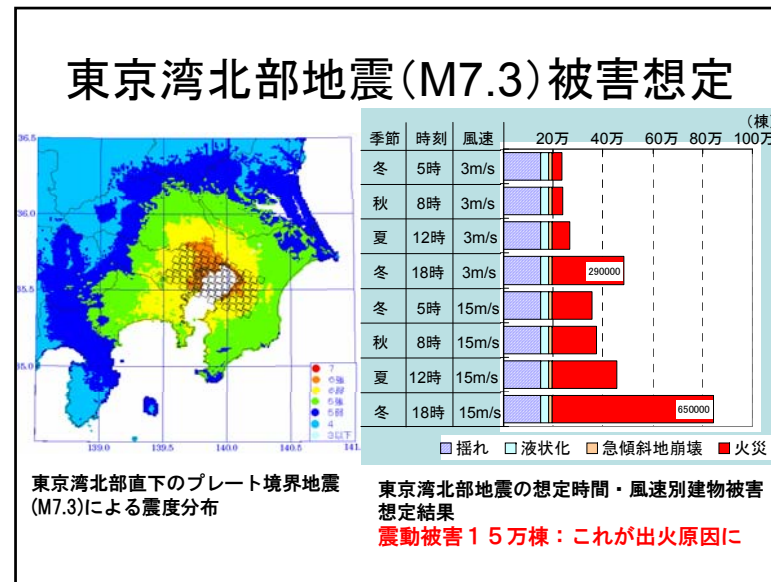 東京湾北部地震(M7.3)被害想定
36.5
36.0
35.5
35.0
139.0 139.5 140.0 140.5 141.
7
6強
6弱
5強
5弱
4
3以下
(棟)
季節 時刻 風速 20万 40万 60万 80万 100万
冬 5時 3m/s
秋 8時 3m/s
夏 12時 3m/s
冬 18時 3m/s 290000
冬 5時 15m/s
秋 8時 15m/s
夏 12時 15m/s
冬 18時 15m/s 650000
揺れ 液状化 急傾斜地崩壊 火災
東京湾北部直下のプレート境界地震
(M7.3)による震度分布
東京湾北部地震の想定時間・風速別建物被害
想定結果
震動被害15万棟:これが出火原因に